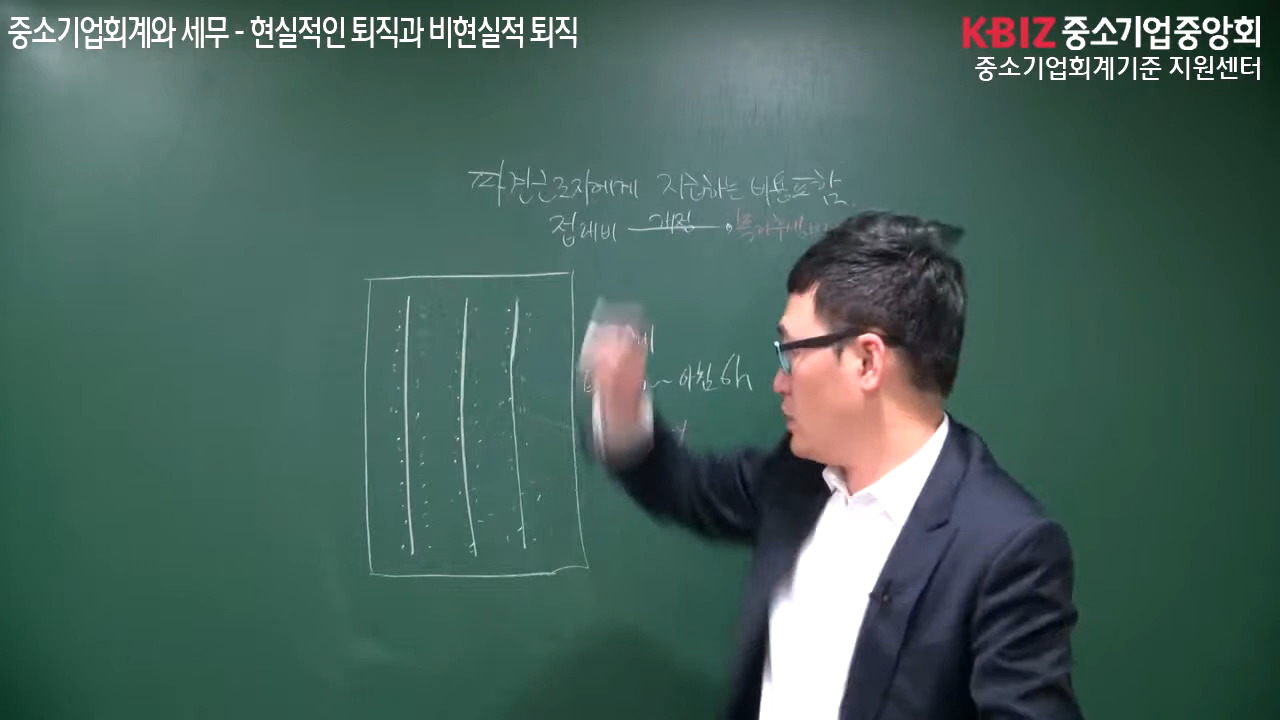 중소기업회계와 세무 - 현실적인 퇴직과 비현실적 퇴직
K·BIZ 중소기업중앙회
중소기업회계기준 지원센터
파견근로자에게 지급하는 비용포함.
접대비 개정
~ 아침 6h